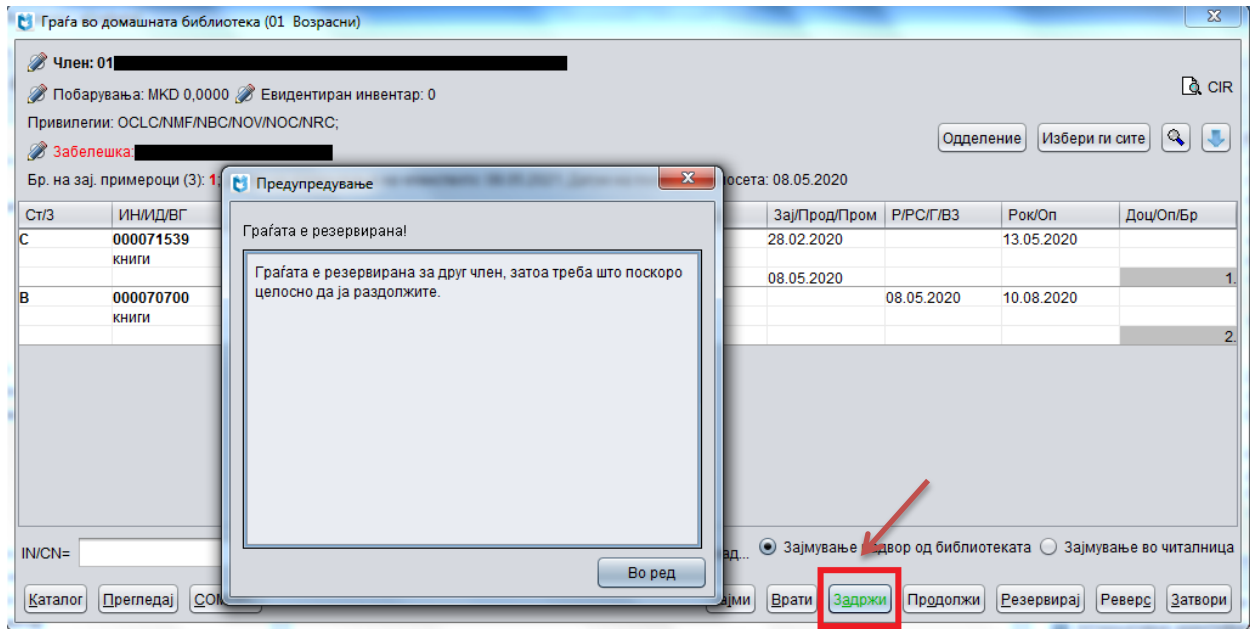 Граѓа во домашната библиотека (01 Возрасни)
Член: 01
Побарувања: MKD 0,0000 Евидентиран инвентар: 0
CIR
Привилегии: OCLC/NMF/NBC/NOV/NOC/NRC;
Забелешка:
Одделение Избери ги сите
Бр. на зај. примероци (3): 1; посета: 08.05.2020
Предупредување
Ст/З ИН/ИД/ВГ Зај/Прод/Пром Р/РС/Г/ВЗ Рок/Оп Доц/Оп/Бр
Граѓата е резервирана!
С 000071539 28.02.2020 13.05.2020
книги
Граѓата е резервирана за друг член, затоа треба што поскоро
целосно да ја раздолжите.
08.05.2020 1.
В 000070700 08.05.2020 10.08.2020
книги
2.
IN/CN= Зајмување надвор од библиотеката Зајмување во читалница
Во ред
Каталог Прегледај Врати Задржи Продолжи Резервирај Реверс Затвори